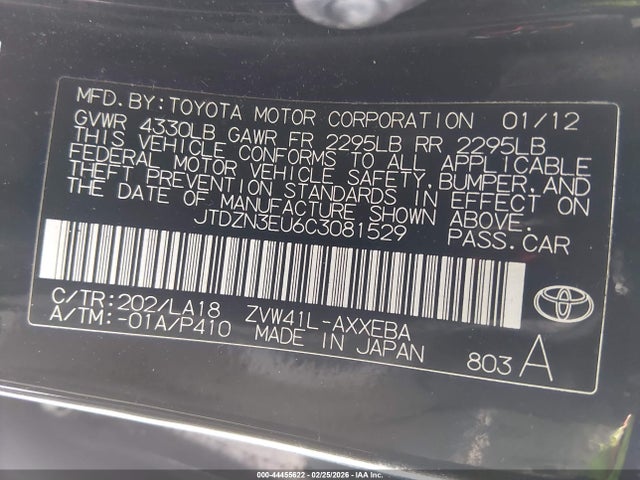 MFD.BY:TOYOTA MOTOR CORPORATION 01/12
GVWR 4330LB GAWR FR 2295LB RR 2295LB
THIS VEHICLE CONFORMS TO ALL APPLICABLE
FEDERAL MOTOR VEHICLE SAFETY,BUMPER,AND
THEFT PREVENTION STANDARDS IN EFFECT ON
THE DATE OF MANUFACTURE SHOWN ABOVE.
JTDZN3EU6C3081529 PASS.CAR
C/TR:202/LA18 ZVW41L-AXXEBA
A/TM:-01A/P410 MADE IN JAPAN 803 A
000-44455622 - 02/25/2026 - IAA Inc.